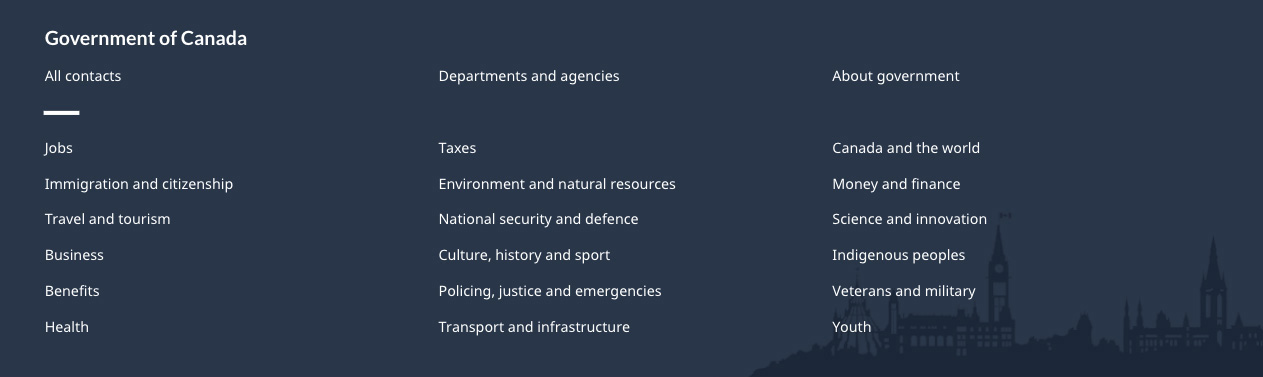 Government of Canada
All contacts
Departments and agencies
About government
Jobs
Taxes
Canada and the world
Immigration and citizenship
Environment and natural resources
Money and finance
Travel and tourism
National security and defence
Science and innovation
Business
Culture, history and sport
Indigenous peoples
Benefits
Policing, justice and emergencies
Veterans and military
Health
Transport and infrastructure
Youth